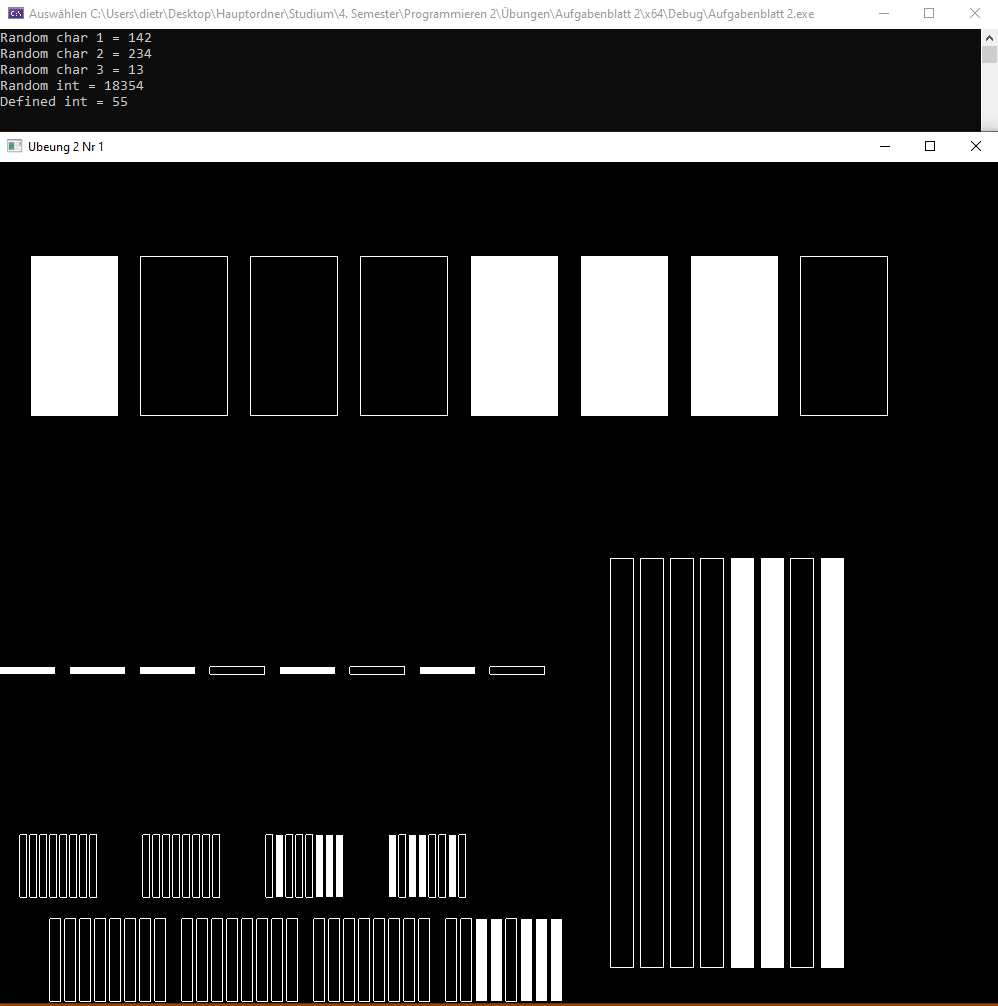 Auswählen C:\Users\dietr\Desktop\Hauptordner\Studium\4. Semester\Programmieren 2\Übungen\Aufgabenblatt 2\x64\Debug\Aufgabenblatt 2.exe
Random char 1 = 142
Random char 2 = 234
Random char 3 = 13
Random int = 18354
Defined int = 55
Ubeung 2 Nr 1